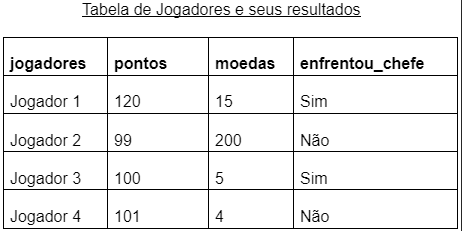 Tabela de Jogadores e seus resultados
jogadores pontos moedas enfrentou_chefe
Jogador 1 120 15 Sim
Jogador 2 99 200 Não
Jogador 3 100 5 Sim
Jogador 4 101 4 Não